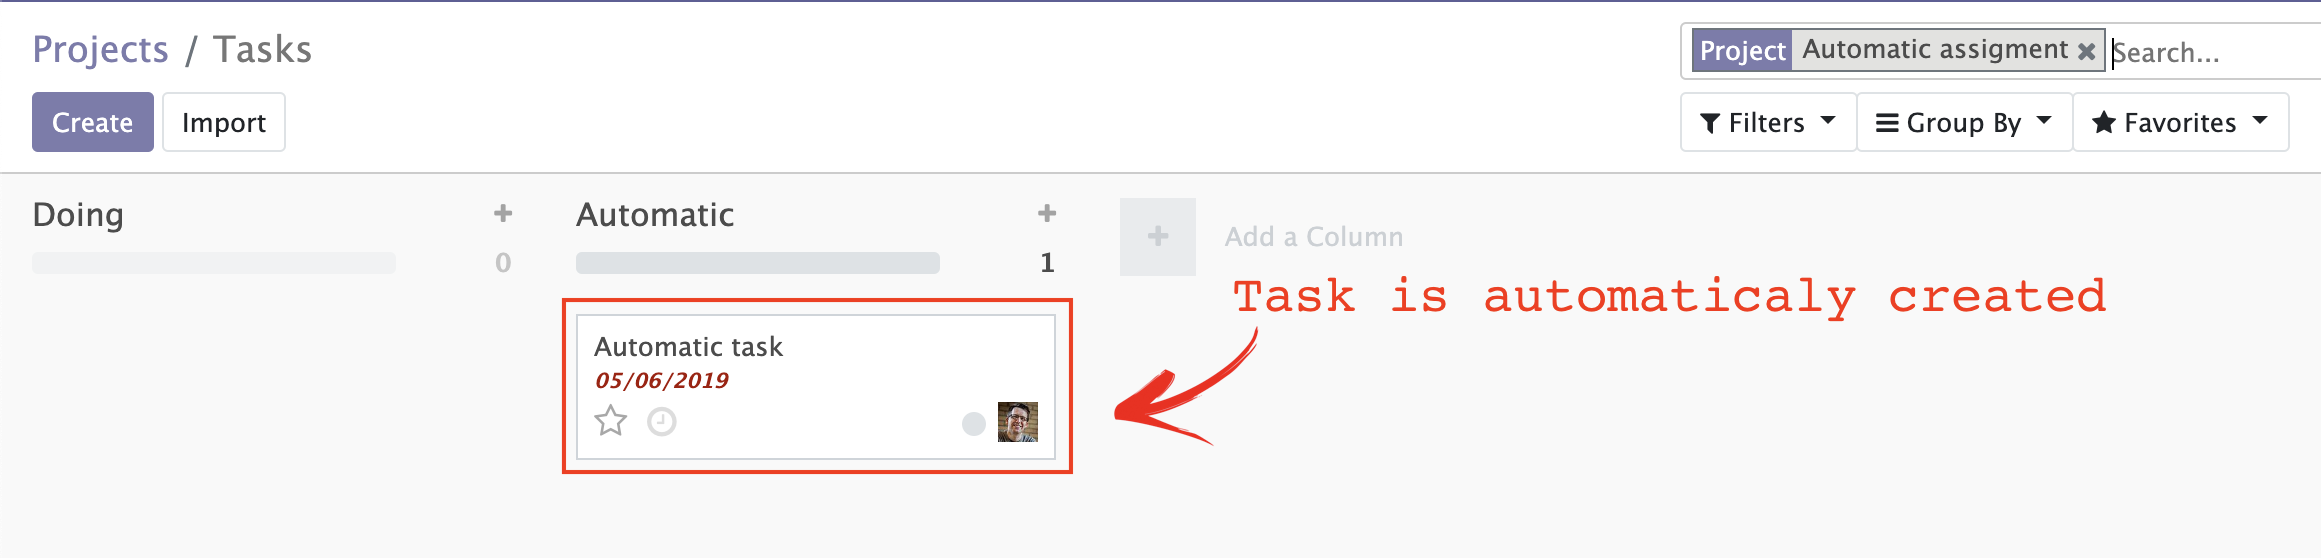 Projects / Tasks
Project Automatic assigment Search...
Create Import
Filters Group By Favorites
Doing
0
Automatic
1
Add a Column
Task is automaticaly created
Automatic task
05/06/2019